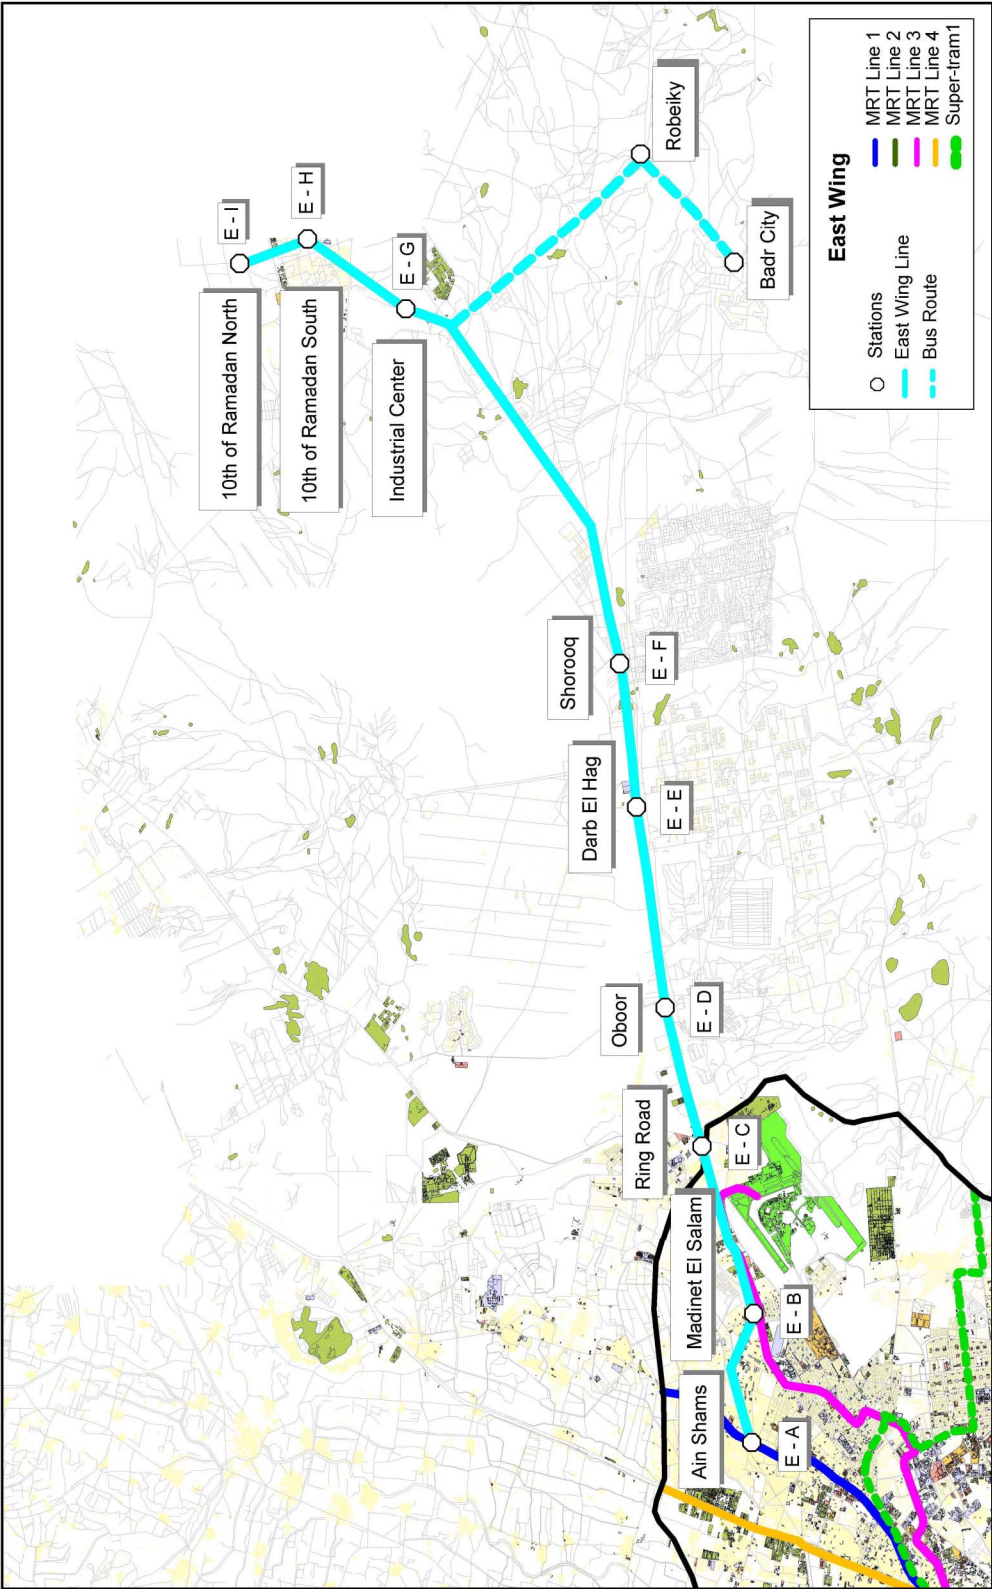 10th of Ramadan North
E - I
10th of Ramadan South
E - H
Industrial Center
E - G
Robeiky
Badr City
Shorooq
E - F
Darb El Hag
E - E
Oboor
E - D
Ring Road
E - C
Madinet El Salam
E - B
Ain Shams
E - A
East Wing
Stations
East Wing Line
Bus Route
MRT Line 1
MRT Line 2
MRT Line 3
MRT Line 4
Super-tram1